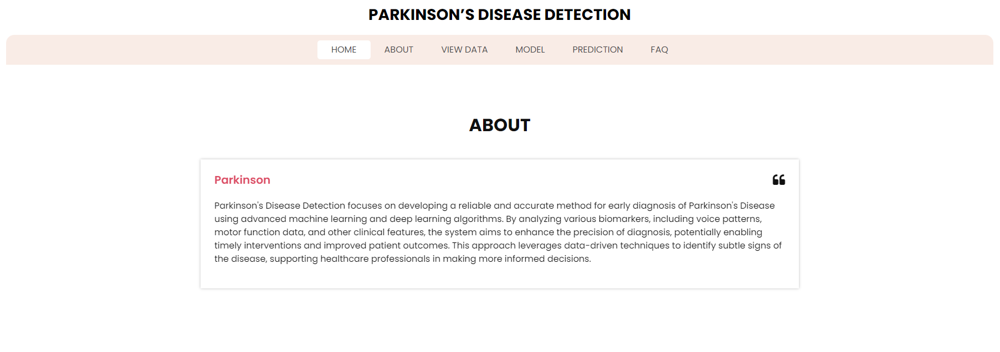 PARKINSON’S DISEASE DETECTION
HOME ABOUT VIEW DATA MODEL PREDICTION FAQ
ABOUT
Parkinson
Parkinson's Disease Detection focuses on developing a reliable and accurate method for early diagnosis of Parkinson's Disease
using advanced machine learning and deep learning algorithms. By analyzing various biomarkers, including voice patterns,
motor function data, and other clinical features, the system aims to enhance the precision of diagnosis, potentially enabling
timely interventions and improved patient outcomes. This approach leverages data-driven techniques to identify subtle signs of
the disease, supporting healthcare professionals in making more informed decisions.